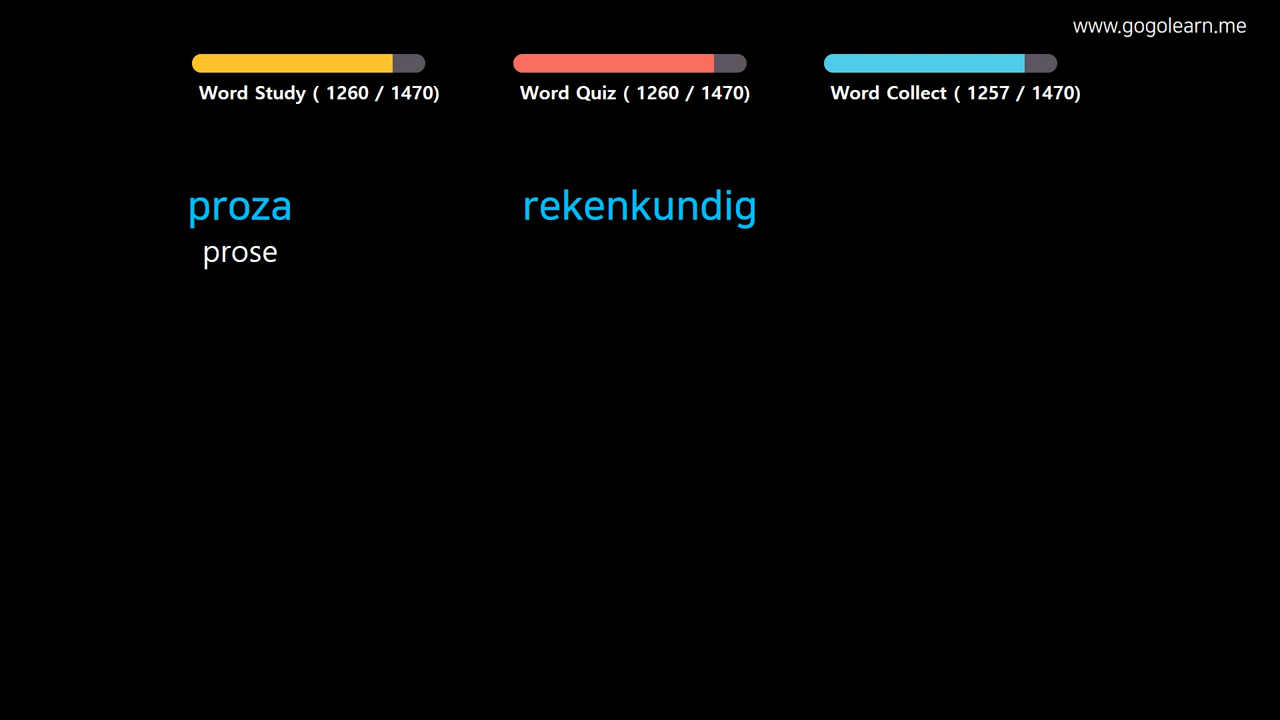 www.gogolearn.me
Word Study ( 1260 / 1470)
Word Quiz ( 1260 / 1470)
Word Collect ( 1257 / 1470)
proza
rekenkundig
prose